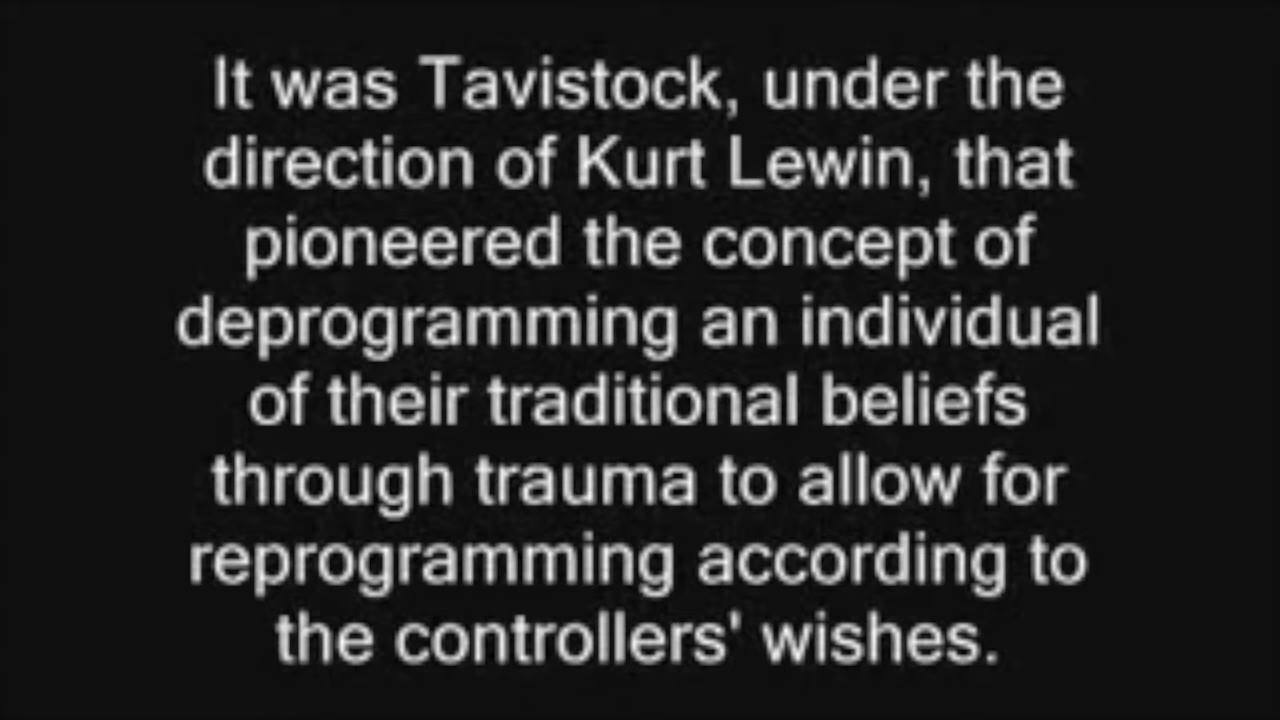 It was Tavistock, under the
direction of Kurt Lewin, that
pioneered the concept of
deprogramming an individual
of their traditional beliefs
through trauma to allow for
reprogramming according to
the controllers' wishes.